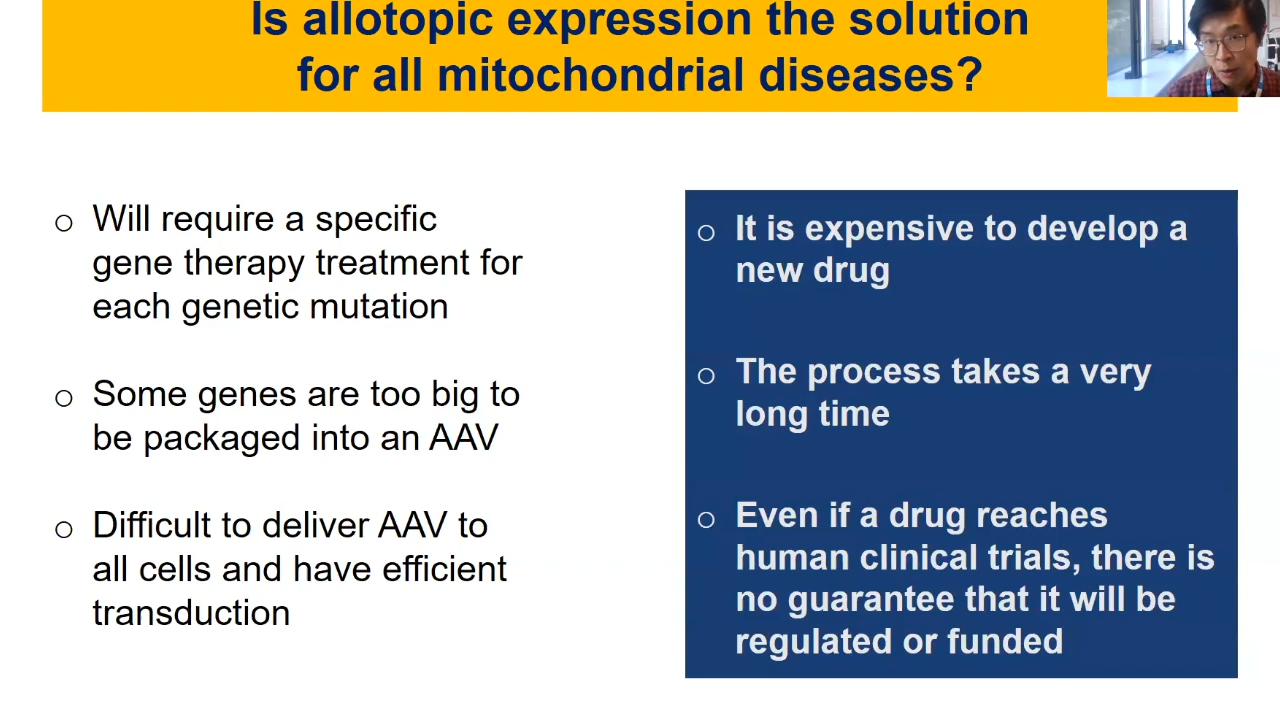 Is allotopic expression the solution
for all mitochondrial diseases?
o Will require a specific
gene therapy treatment for
each genetic mutation
o Some genes are too big to
be packaged into an AAV
o Difficult to deliver AAV to
all cells and have efficient
transduction
o It is expensive to develop a
new drug
o The process takes a very
long time
o Even if a drug reaches
human clinical trials, there is
no guarantee that it will be
regulated or funded